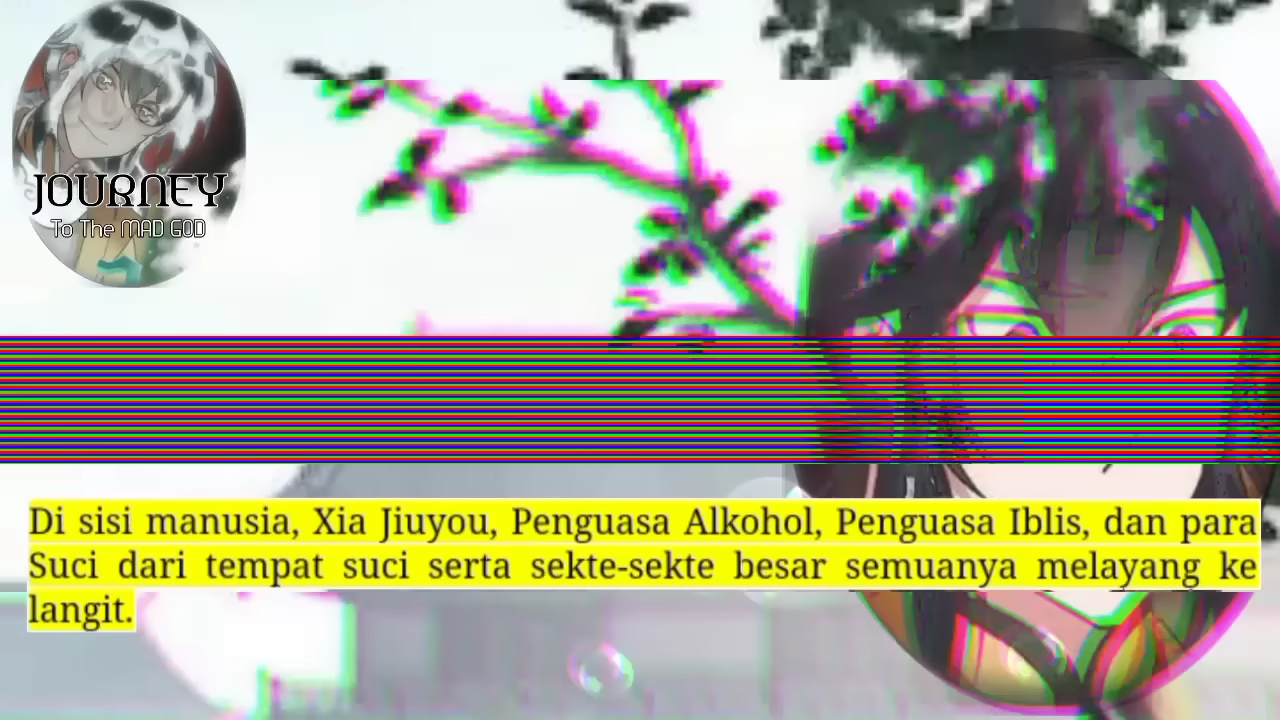 JOURNEY
To The MAD GOD
Di sisi manusia, Xia Jiuyou, Penguasa Alkohol, Penguasa Iblis, dan para
Suci dari tempat suci serta sekte-sekte besar semuanya melayang ke
langit.